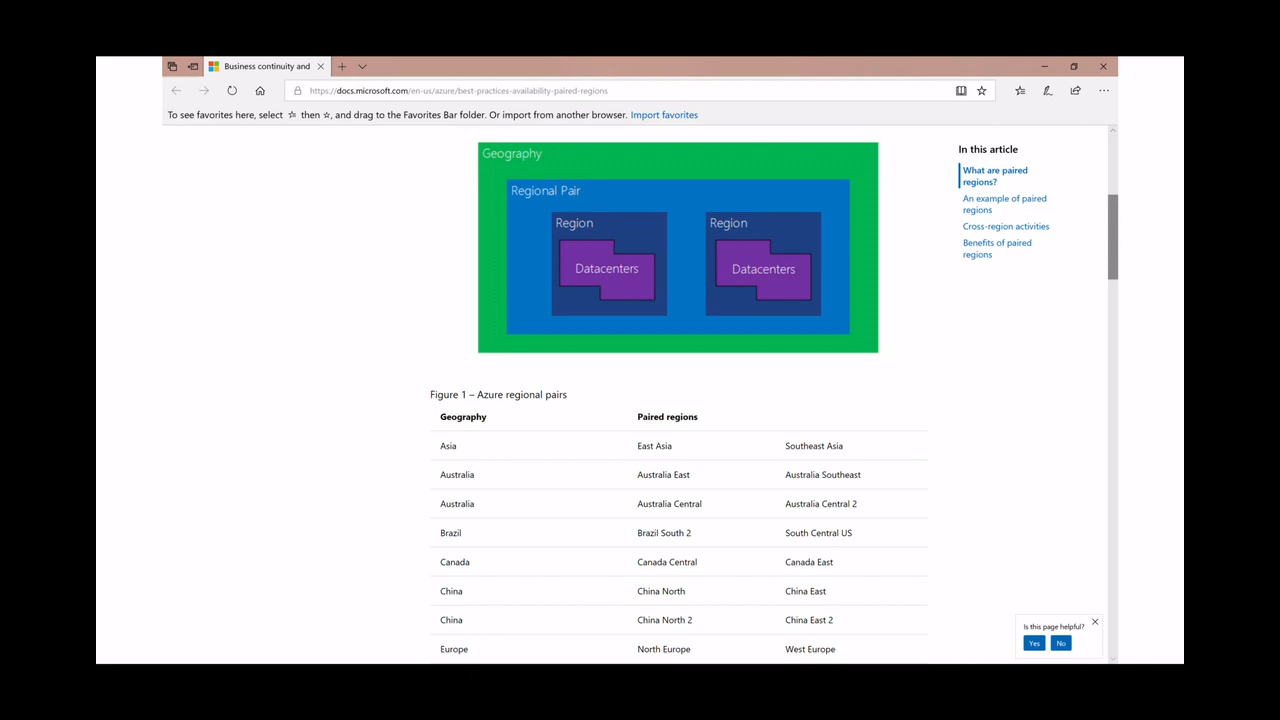 Business continuity and
https://docs.microsoft.com/en-us/azure/best-practices-availability-paired-regions
To see favorites here, select then , and drag to the Favorites Bar folder. Or import from another browser. Import favorites
Geography
Regional Pair
Region Region
Datacenters Datacenters
In this article
What are paired
regions?
An example of paired
regions
Cross-region activities
Benefits of paired
regions
Figure 1 – Azure regional pairs
Geography Paired regions
Asia East Asia Southeast Asia
Australia Australia East Australia Southeast
Australia Australia Central Australia Central 2
Brazil Brazil South 2 South Central US
Canada Canada Central Canada East
China China North China East
China China North 2 China East 2
Europe North Europe West Europe
Is this page helpful?
Yes No